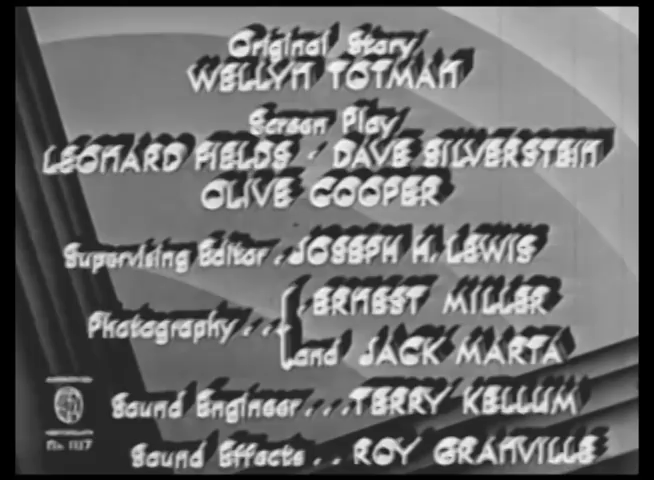 Original Story
WELLYN TOTMAN
Screen Play
LEONARD FIELDS - DAVE SILVERSTEIN
OLIVE COOPER
Supervising Editor . JOSEPH H. LEWIS
Photography ... ERNEST MILLER
and JACK MARTA
Sound Engineer . . . TERRY KELLUM
Sound Effects . . ROY GRANVILLE